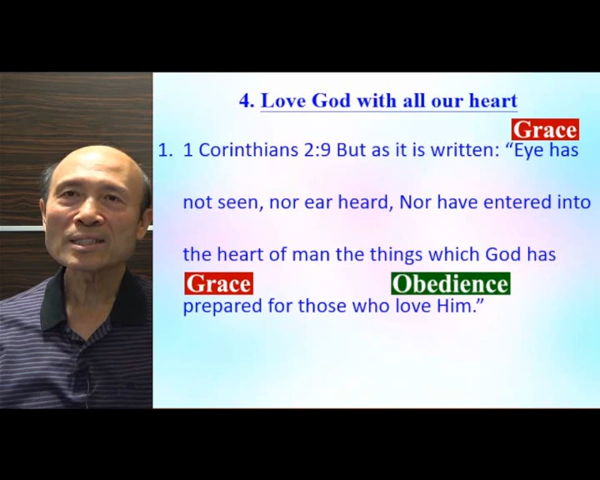 4. Love God with all our heart
Grace
1. 1 Corinthians 2:9 But as it is written: “Eye has
not seen, nor ear heard, Nor have entered into
the heart of man the things which God has
Grace Obedience
prepared for those who love Him.”